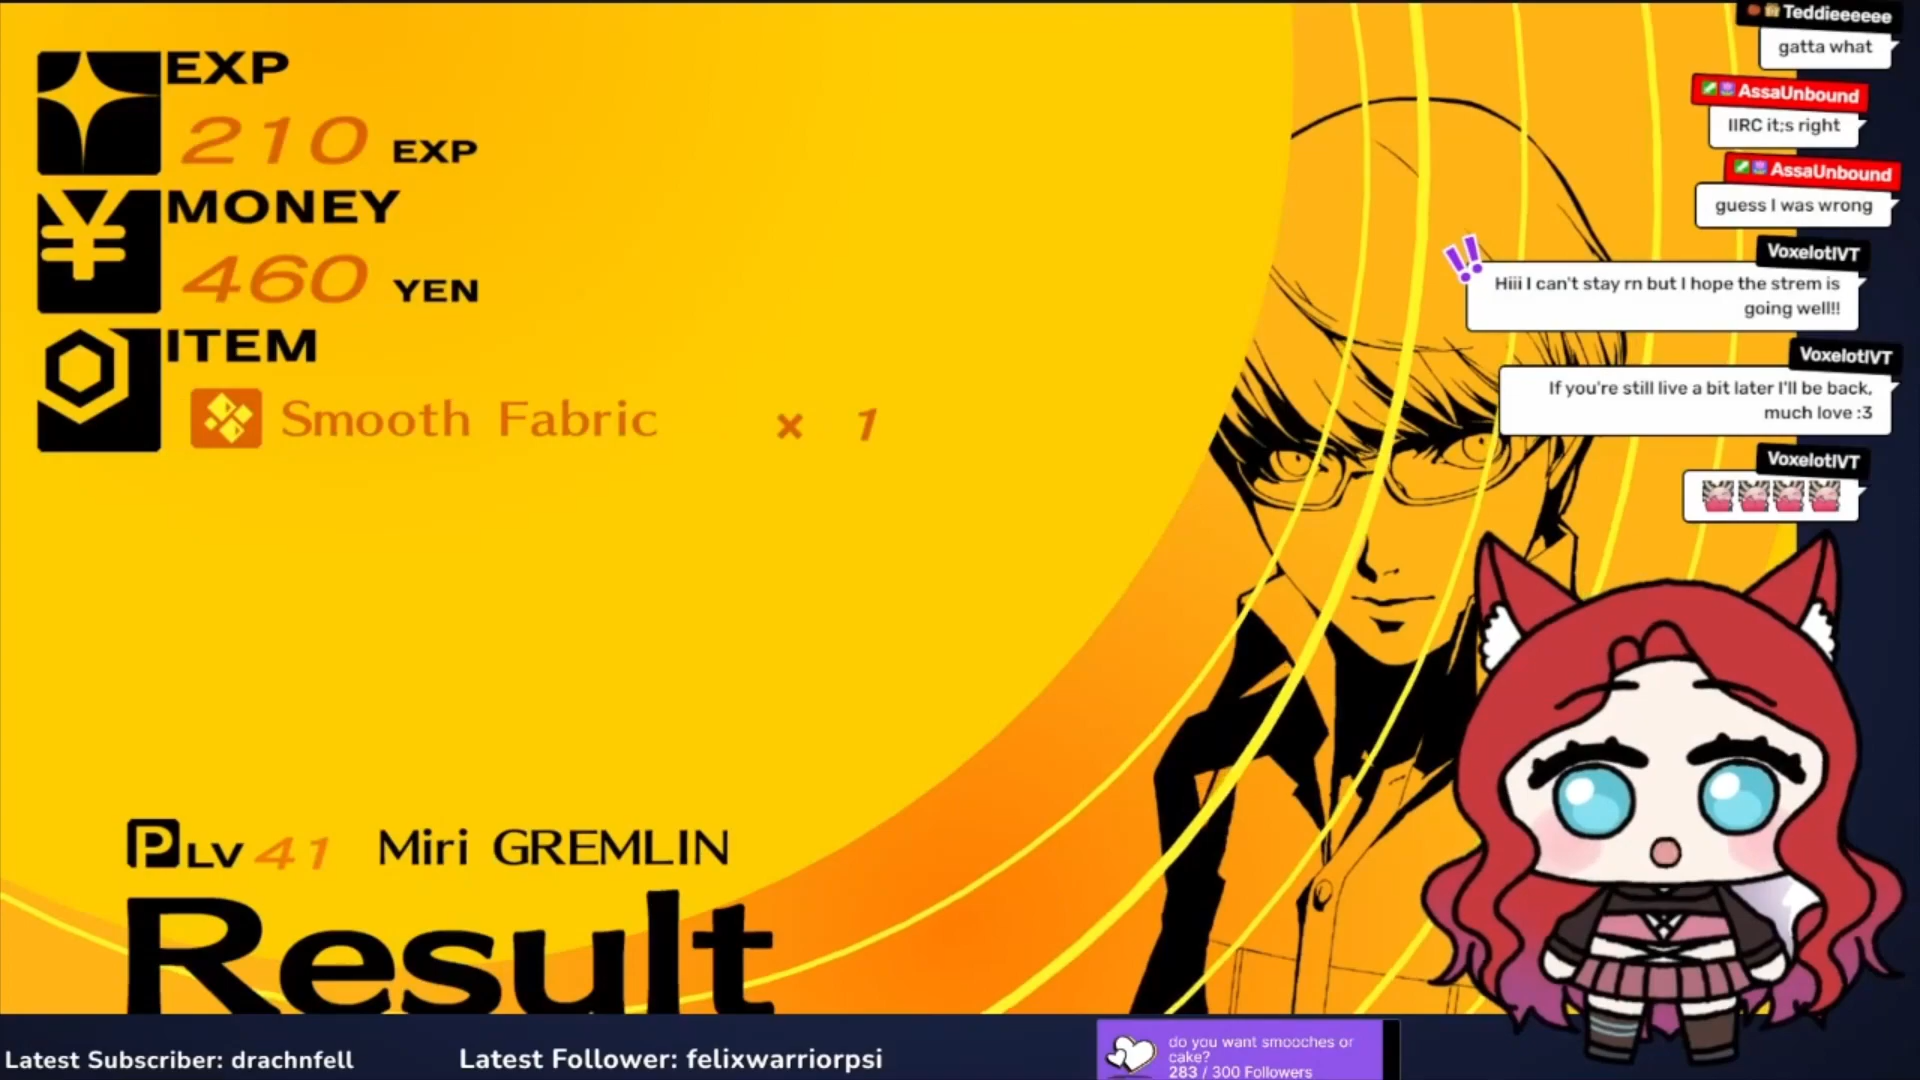 EXP
210 EXP
MONEY
460 YEN
ITEM
Smooth Fabric × 1
P LV 41 Miri GREMLIN
Result
Teddieeeeee
gatta what
AssaUnbound
IIRC it;s right
AssaUnbound
guess I was wrong
VoxelotlVT
Hiii I can't stay rn but I hope the strem is
going well!!
VoxelotlVT
If you're still live a bit later I'll be back,
much love :3
VoxelotlVT
Latest Subscriber: drachnfell
Latest Follower: felixwarriorpsi
do you want smooches or
cake?
283 / 300 Followers